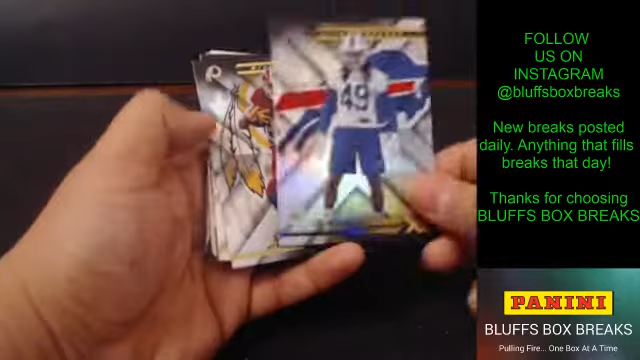 FOLLOW
US ON
INSTAGRAM
@bluffsboxbreaks
New breaks posted
daily. Anything that fills
breaks that day!
Thanks for choosing
BLUFFS BOX BREAKS
49
PANINI
BLUFFS BOX BREAKS
Pulling Fire... One Box At A Time